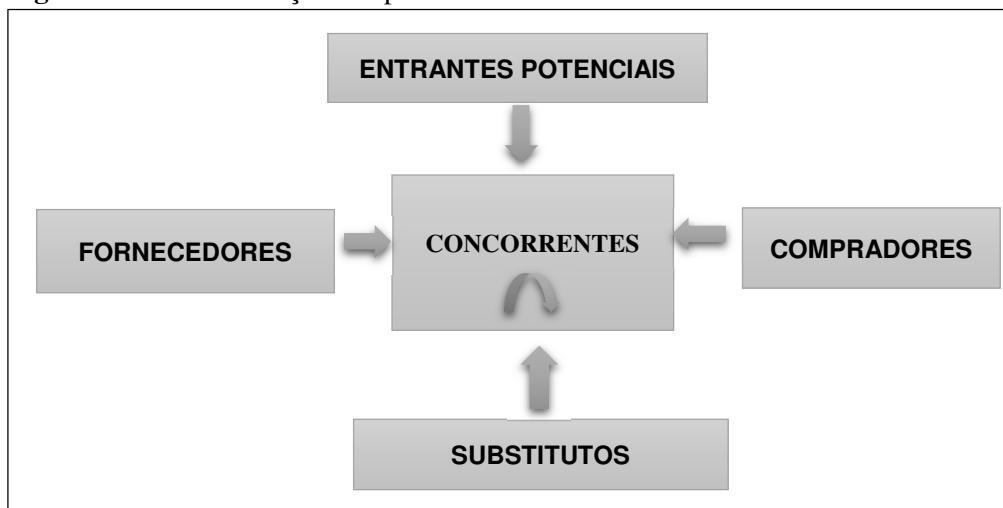 ENTRANTES POTENCIAIS
FORNECEDORES
CONCORRENTES
COMPRADORES
SUBSTITUTOS